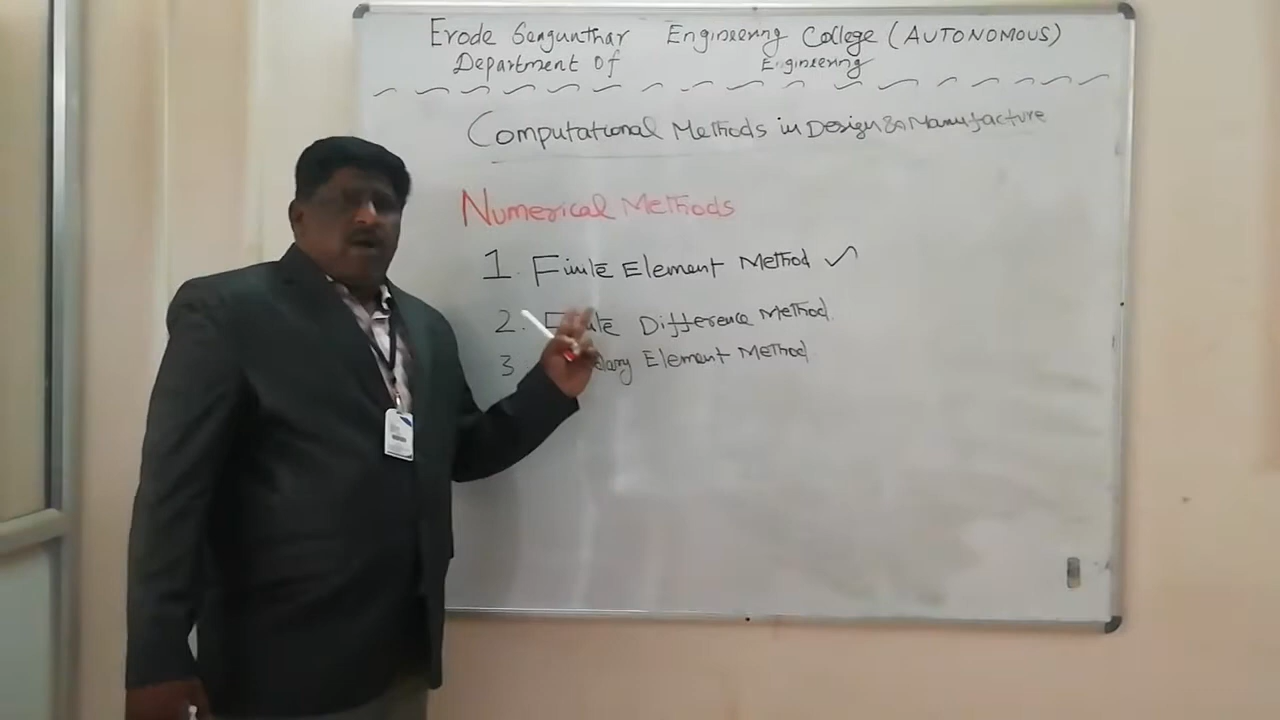 Erode Sengunthar Engineering College (AUTONOMOUS)
Department Of Engineering
Computational Methods in Design & Manufacture
Numerical Methods
1. Finite Element Method ✓
2. Finite Difference Method.
3 Element Method